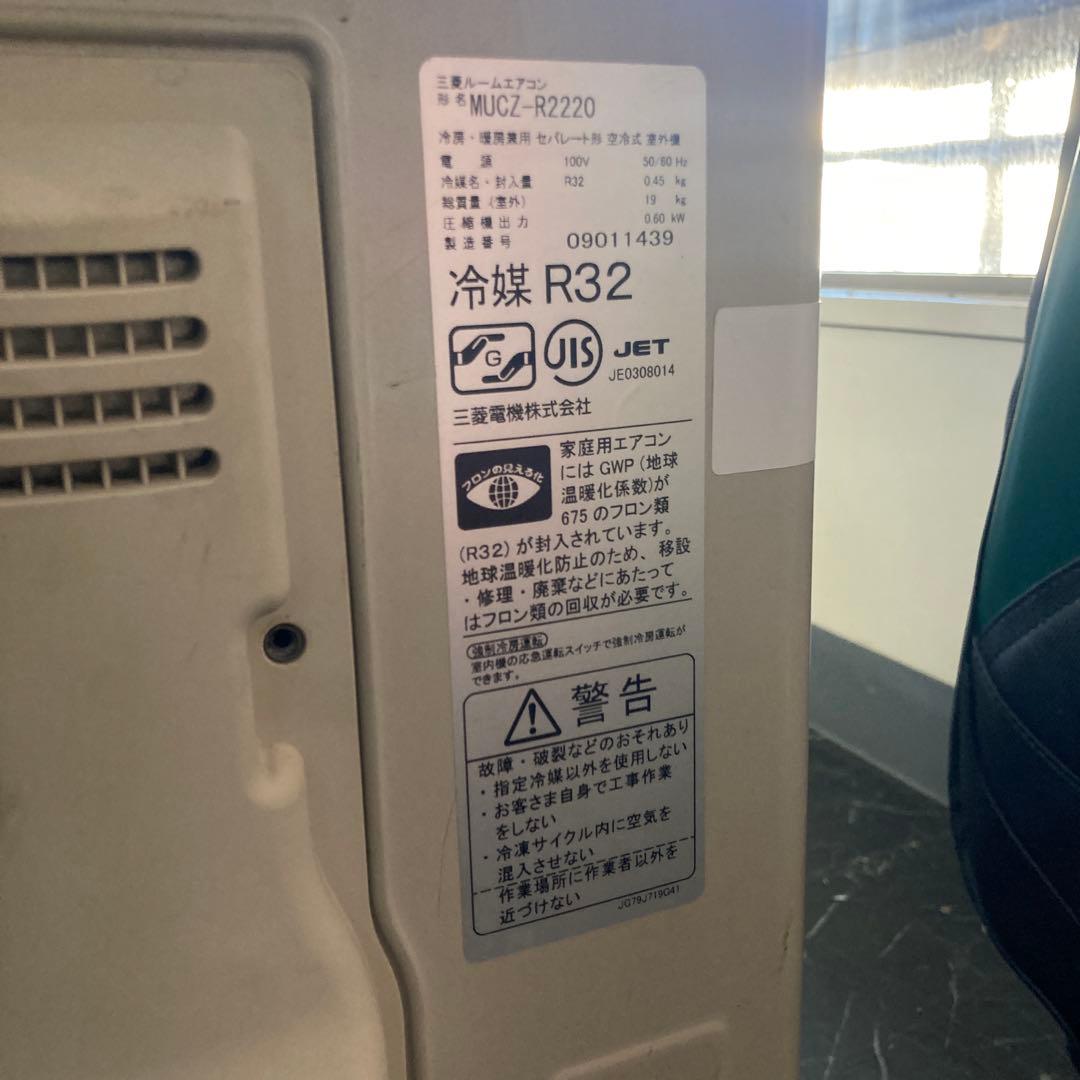 三菱ルームエアコン
形名 MUCZ-R2220
冷房・暖房兼用 セパレート形 空冷式 室外機
電 源 100V 50/60 Hz
冷媒名・封入量 R32 0.45 kg
総質量(室外) 19 kg
圧縮機出力 0.60 kW
製造番号 09011439
冷媒 R32
G JIS JET
JE0308014
三菱電機株式会社
フロンの見える化
家庭用エアコン
にはGWP(地球
温暖化係数)が
675のフロン類
(R32)が封入されています。
地球温暖化防止のため、移設
・修理・廃棄などにあたって
はフロン類の回収が必要です。
強制冷房運転
室内機の応急運転スイッチで強制冷房運転が
できます。
警告
故障・破裂などのおそれあり
・指定冷媒以外を使用しない
・お客さま自身で工事作業
をしない
・冷凍サイクル内に空気を
混入させない
作業場所に作業者以外を
近づけない
JG79J719G41